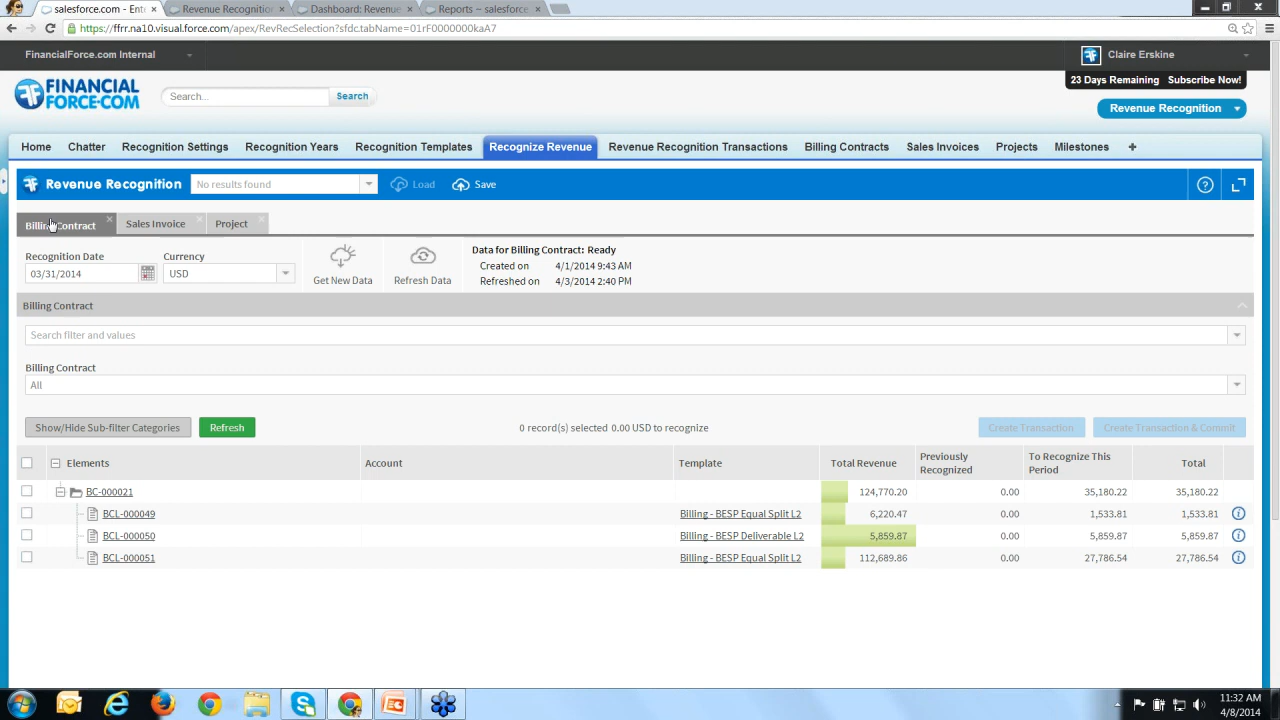 salesforce.com - Ente
Revenue Recognition
Dashboard: Revenue
Reports ~ salesforce
https://ffrr.na10.visual.force.com/apex/RevRecSelection?sfdc.tabName=01rF0000000kaA7
FinancialForce.com Internal
Claire Erskine
23 Days Remaining Subscribe Now!
FINANCIAL
FORCE·COM
Search...
Search
Revenue Recognition
Home Chatter Recognition Settings Recognition Years Recognition Templates Recognize Revenue Revenue Recognition Transactions Billing Contracts Sales Invoices Projects Milestones +
Revenue Recognition
No results found
Load
Save
Billing Contract Sales Invoice Project
Recognition Date
Currency
03/31/2014
USD
Get New Data
Refresh Data
Data for Billing Contract: Ready
Created on 4/1/2014 9:43 AM
Refreshed on 4/3/2014 2:40 PM
Billing Contract
Search filter and values
Billing Contract
All
Show/Hide Sub-filter Categories
Refresh
0 record(s) selected 0.00 USD to recognize
Create Transaction
Create Transaction & Commit
Elements Account Template Total Revenue Previously Recognized To Recognize This Period Total
BC-000021 124,770.20 0.00 35,180.22 35,180.22
BCL-000049 Billing - BESP Equal Split L2 6,220.47 0.00 1,533.81 1,533.81
BCL-000050 Billing - BESP Deliverable L2 5,859.87 0.00 5,859.87 5,859.87
BCL-000051 Billing - BESP Equal Split L2 112,689.86 0.00 27,786.54 27,786.54
11:32 AM
4/8/2014